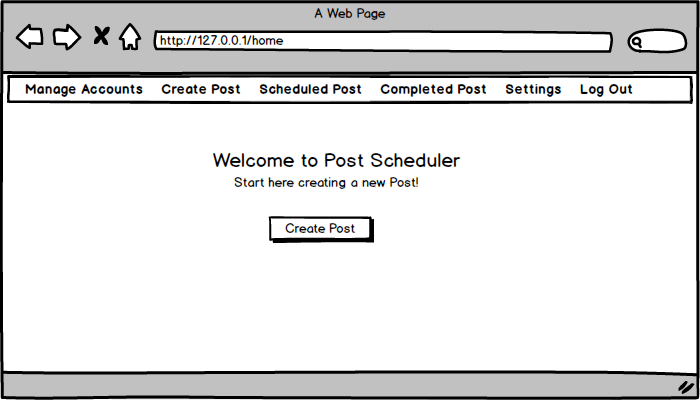 A Web Page
http://127.0.0.1/home
Manage Accounts Create Post Scheduled Post Completed Post Settings Log Out
Welcome to Post Scheduler
Start here creating a new Post!
Create Post